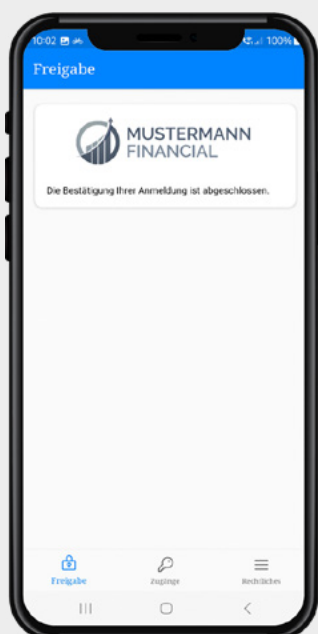 10:02 100%
Freigabe
MUSTERMANN
FINANCIAL
Die Bestätigung Ihrer Anmeldung ist abgeschlossen.
Freigabe Zugänge Rechtliches